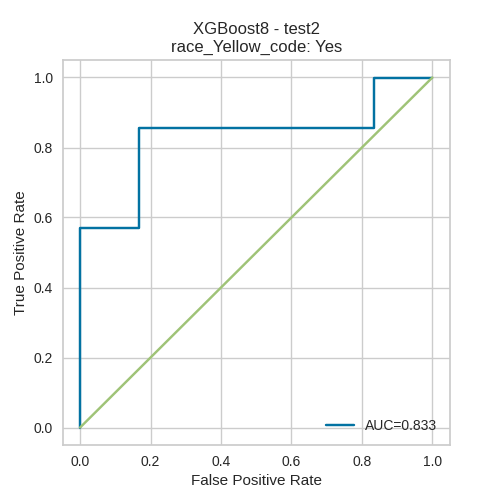 XGBoost8 - test2
race_Yellow_code: Yes
1.0
0.8
0.6
0.4
0.2
0.0
True Positive Rate
AUC=0.833
0.0 0.2 0.4 0.6 0.8 1.0
False Positive Rate